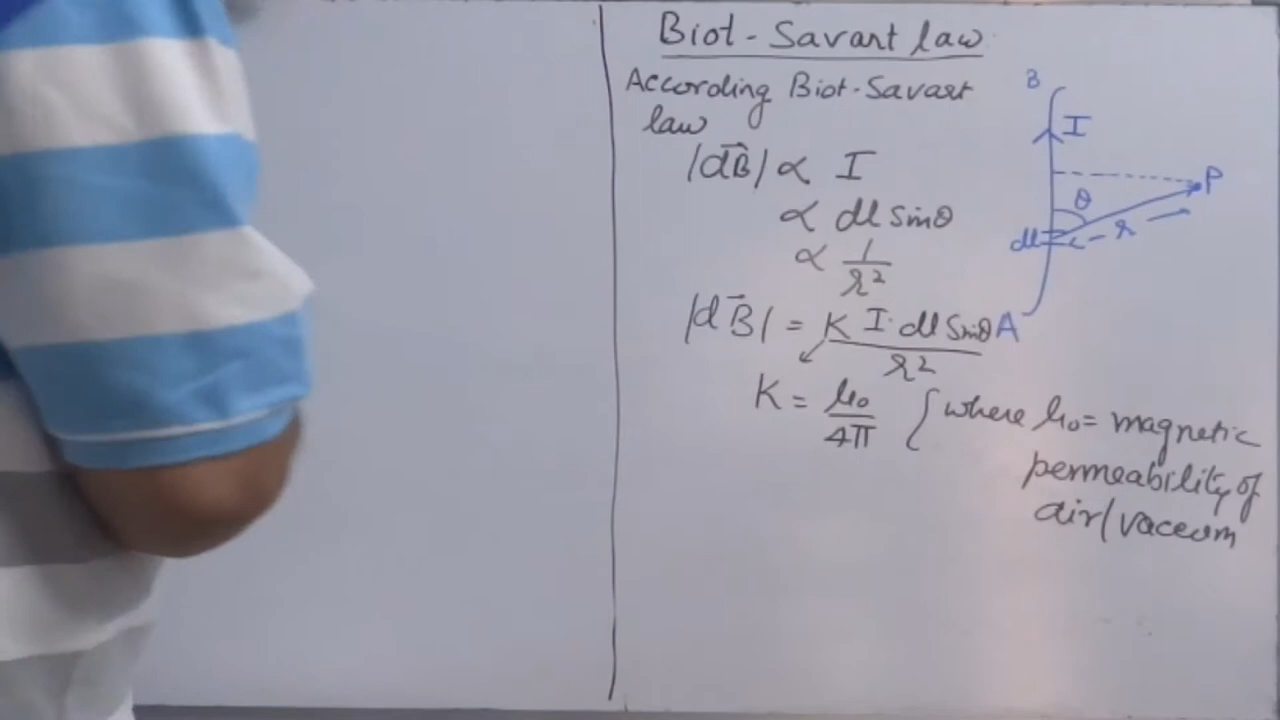 Biot-Savart law
According Biot-Savart
law
|dB⃗| ∝ I
∝ dl sinθ
∝ 1/r²
|dB⃗| = K I·dl Sinθ/r²
K = μ₀/4π { where μ₀ = magnetic
permeability of
air/vaceum
B
I
P
θ
dl
r
A